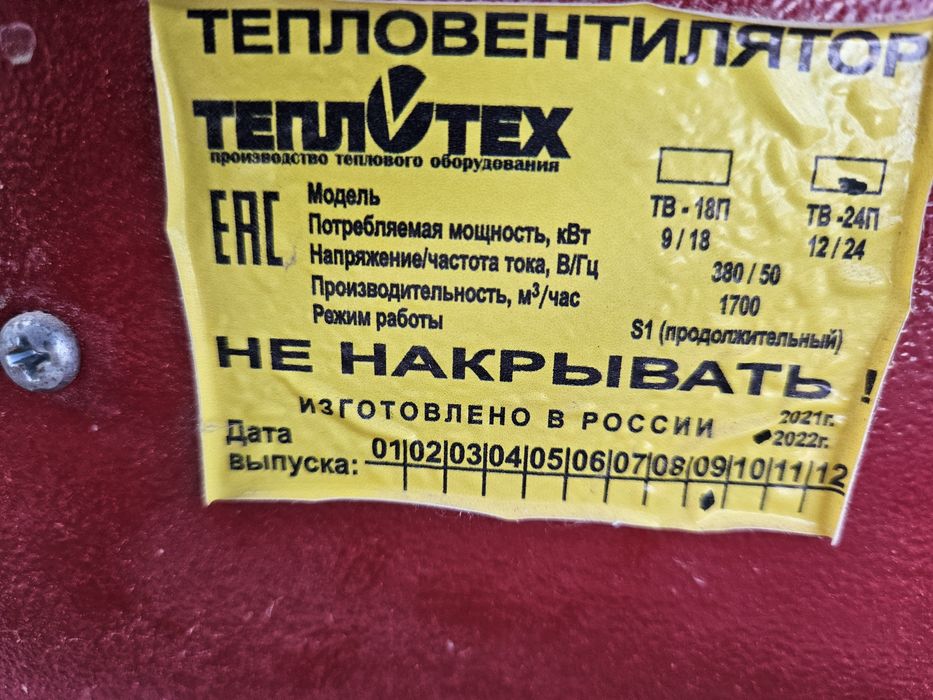 ТЕПЛОВЕНТИЛЯТОР
ТЕПЛОТЕХ
производство теплового оборудования
ЕАС
Модель ТВ - 18П ТВ -24П
Потребляемая мощность, кВт 9 / 18 12 / 24
Напряжение/частота тока, В/Гц 380 / 50
Производительность, м³/час 1700
Режим работы S1 (продолжительный)
НЕ НАКРЫВАТЬ !
ИЗГОТОВЛЕНО В РОССИИ 2021г.
2022г.
Дата
выпуска: 01 02 03 04 05 06 07 08 09 10 11 12